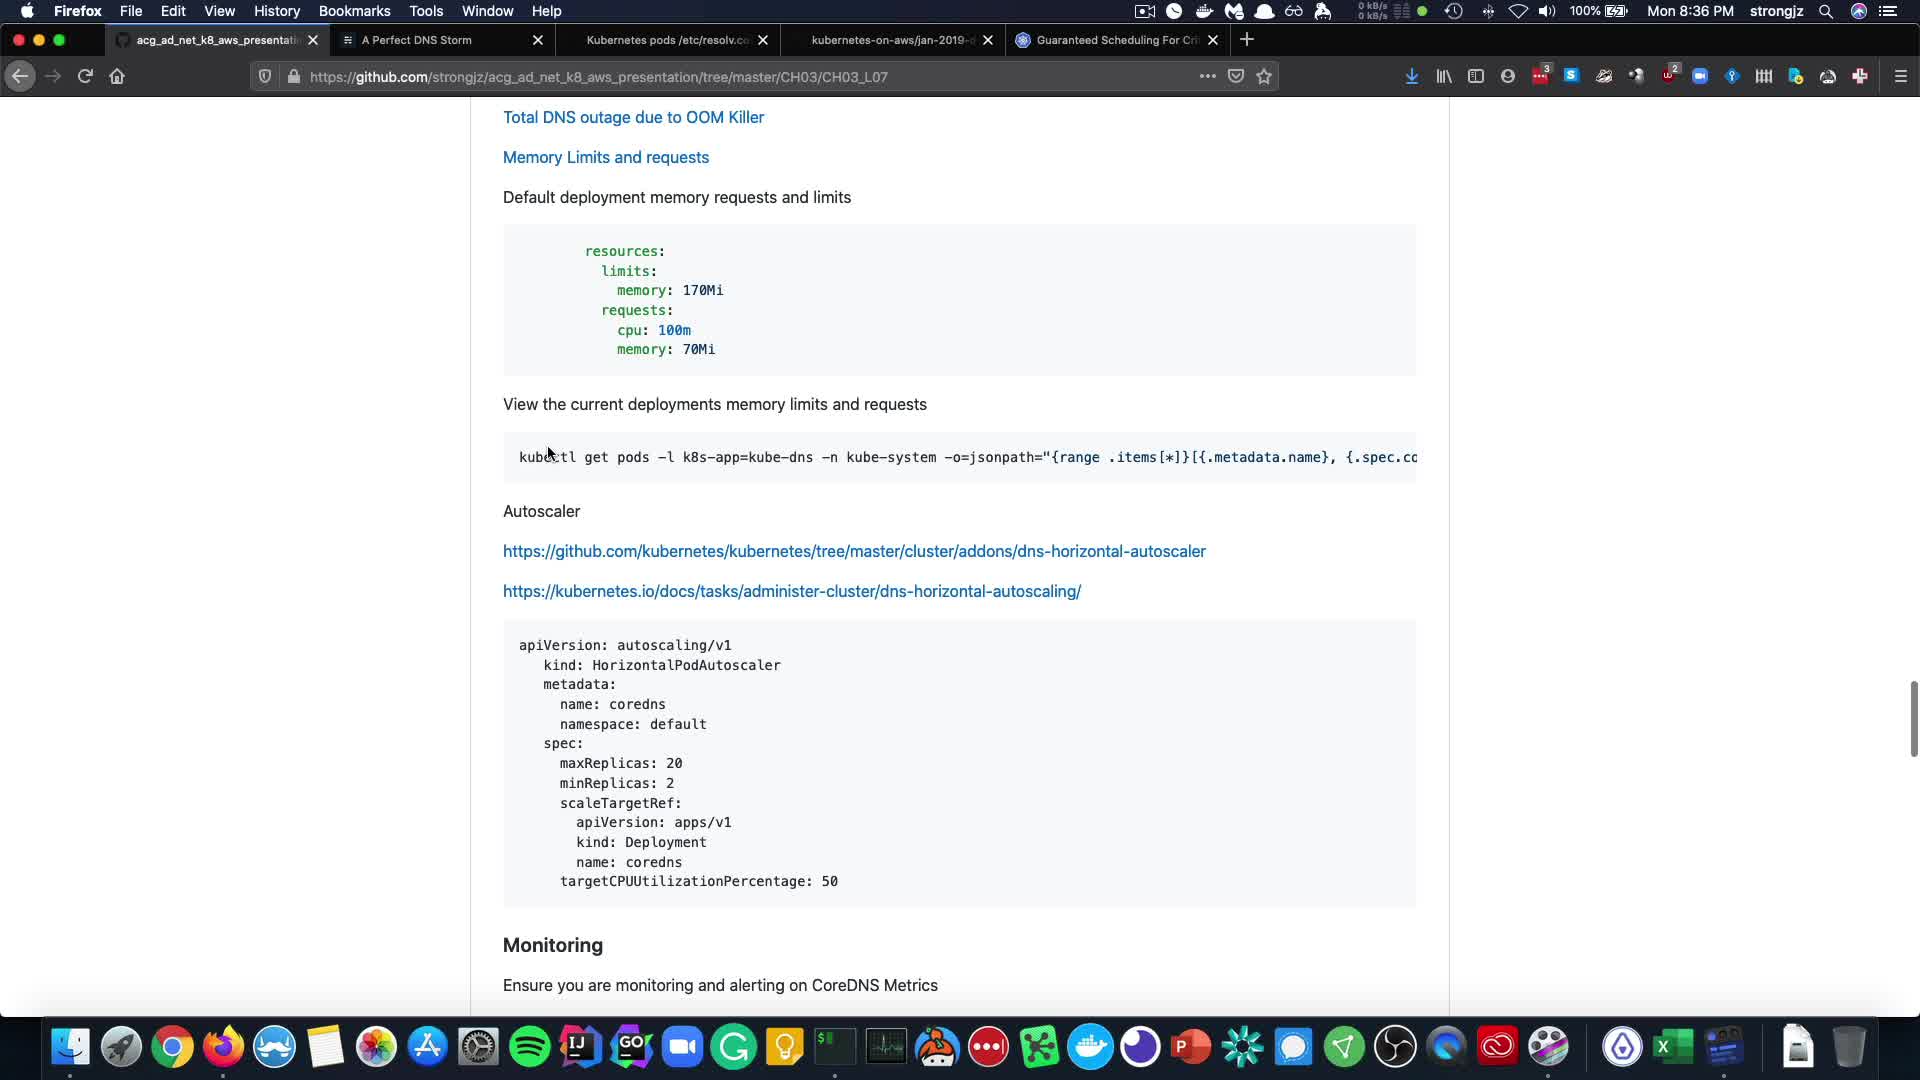 Firefox File Edit View History Bookmarks Tools Window Help
0 kB/s
0 kB/s
100% Mon 8:36 PM strongjz
acg_ad_net_k8_aws_presentati
A Perfect DNS Storm
Kubernetes pods /etc/resolv.co
kubernetes-on-aws/jan-2019-d
Guaranteed Scheduling For Cri
https://github.com/strongjz/acg_ad_net_k8_aws_presentation/tree/master/CH03/CH03_L07
3
2
Total DNS outage due to OOM Killer
Memory Limits and requests
Default deployment memory requests and limits
resources:
limits:
memory: 170Mi
requests:
cpu: 100m
memory: 70Mi
View the current deployments memory limits and requests
kubectl get pods -l k8s-app=kube-dns -n kube-system -o=jsonpath="{range .items[*]}[{.metadata.name}, {.spec.co
Autoscaler
https://github.com/kubernetes/kubernetes/tree/master/cluster/addons/dns-horizontal-autoscaler
https://kubernetes.io/docs/tasks/administer-cluster/dns-horizontal-autoscaling/
apiVersion: autoscaling/v1
kind: HorizontalPodAutoscaler
metadata:
name: coredns
namespace: default
spec:
maxReplicas: 20
minReplicas: 2
scaleTargetRef:
apiVersion: apps/v1
kind: Deployment
name: coredns
targetCPUUtilizationPercentage: 50
Monitoring
Ensure you are monitoring and alerting on CoreDNS Metrics